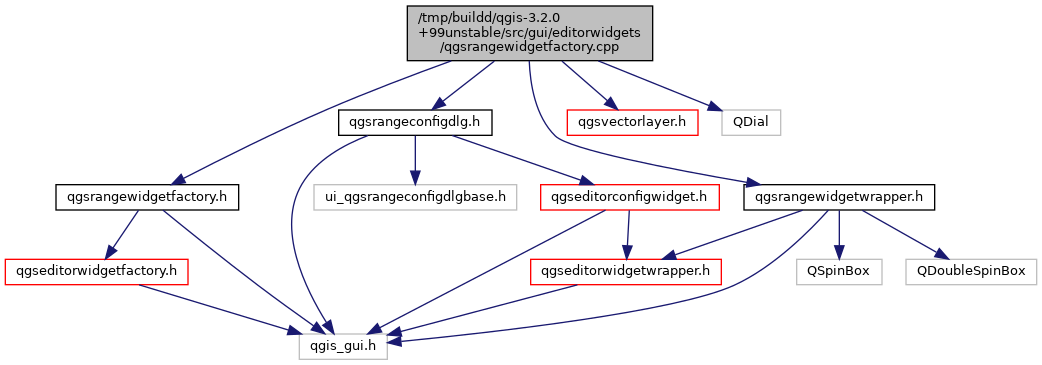 /tmp/buildd/qgis-3.2.0
+99unstable/src/gui/editorwidgets
/qgsrangewidgetfactory.cpp
qgsrangeconfigdlg.h
qgsvectorlayer.h
QDial
qgsrangewidgetfactory.h
ui_qgsrangeconfigdlgbase.h
qgseditorconfigwidget.h
qgsrangewidgetwrapper.h
qgseditorwidgetfactory.h
qgseditorwidgetwrapper.h
QSpinBox
QDoubleSpinBox
qgis_gui.h